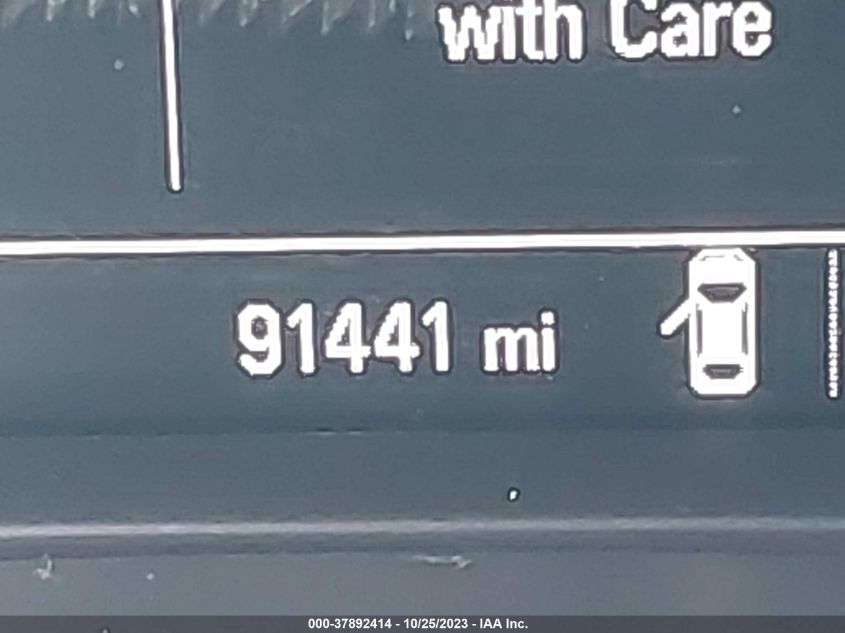 with Care
91441 mi
000-37892414 - 10/25/2023 - IAA Inc.